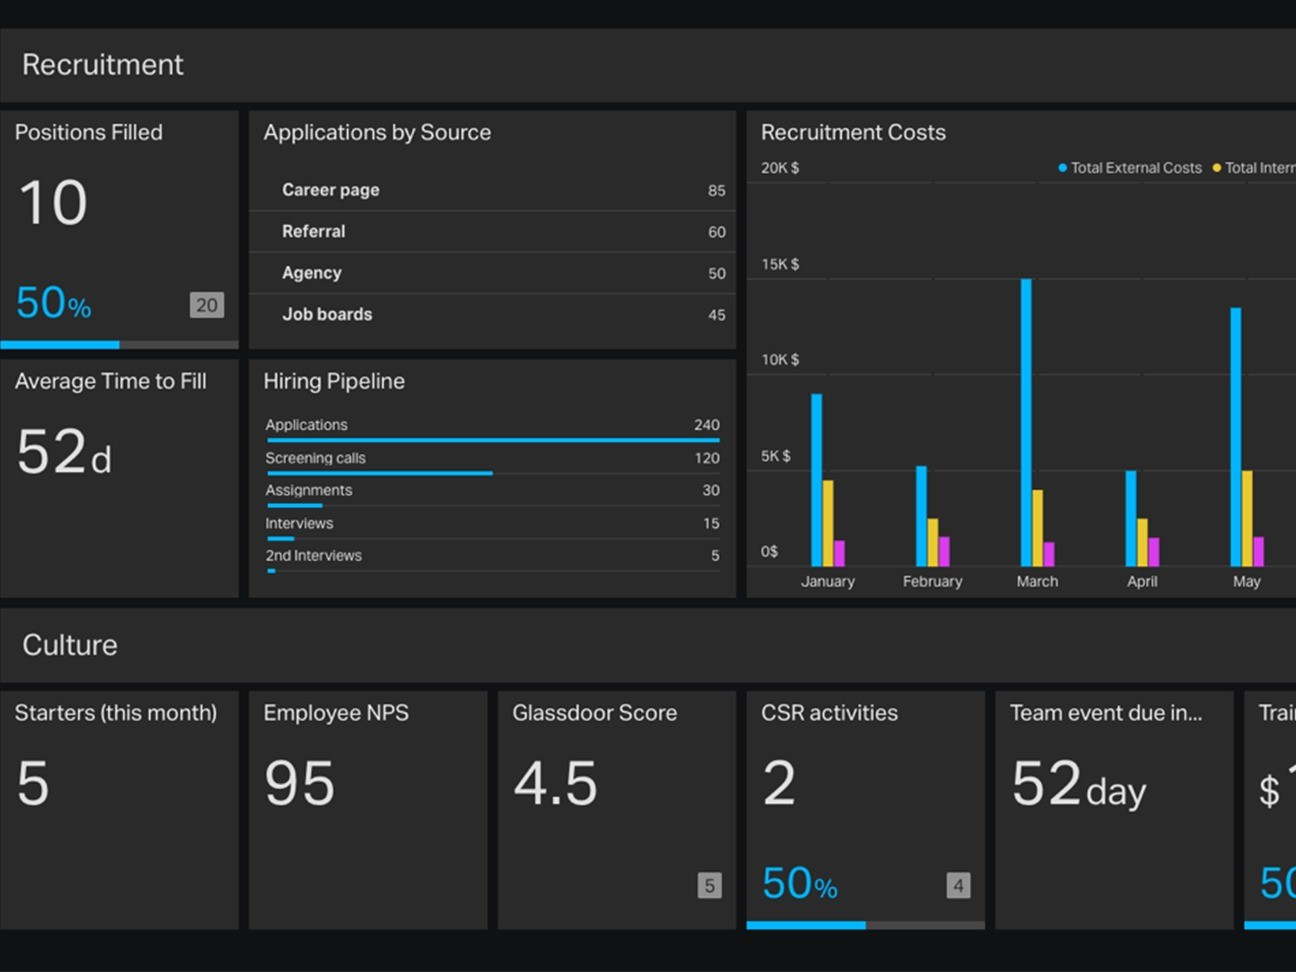 Recruitment
Positions Filled
10
50%
20
Applications by Source
Career page 85
Referral 60
Agency 50
Job boards 45
Recruitment Costs
Total External Costs
Total Intern
20K $
15K $
10K $
5K $
0$
January February March April May
Average Time to Fill
52d
Hiring Pipeline
Applications 240
Screening calls 120
Assignments 30
Interviews 15
2nd Interviews 5
Culture
Starters (this month)
5
Employee NPS
95
Glassdoor Score
4.5
5
CSR activities
2
50%
4
Team event due in...
52day
Trai
$
50